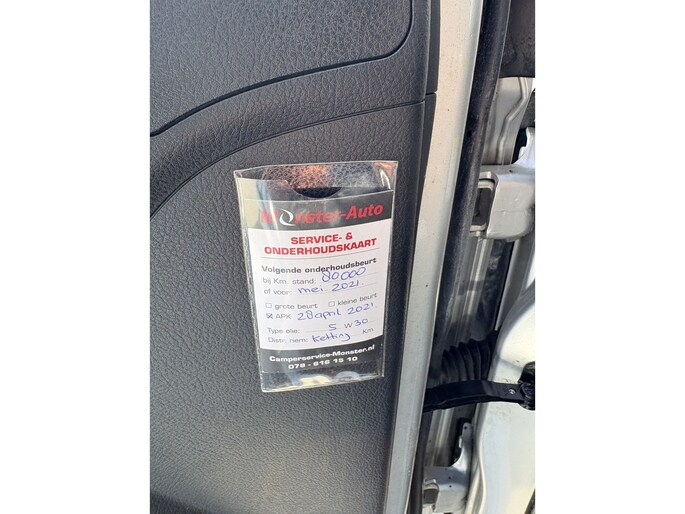 Monster-Auto
SERVICE- &
ONDERHOUDSKAART
Volgende onderhoudsbeurt
bij Km. stand: 80000
of voor: mei 2021
□ grote beurt □ kleine beurt
☒ APK 28 april 2021
Type olie: 5 W30
Distr. riem: ketting Km.
Camperservice-Monster.nl
078 - 618 15 10